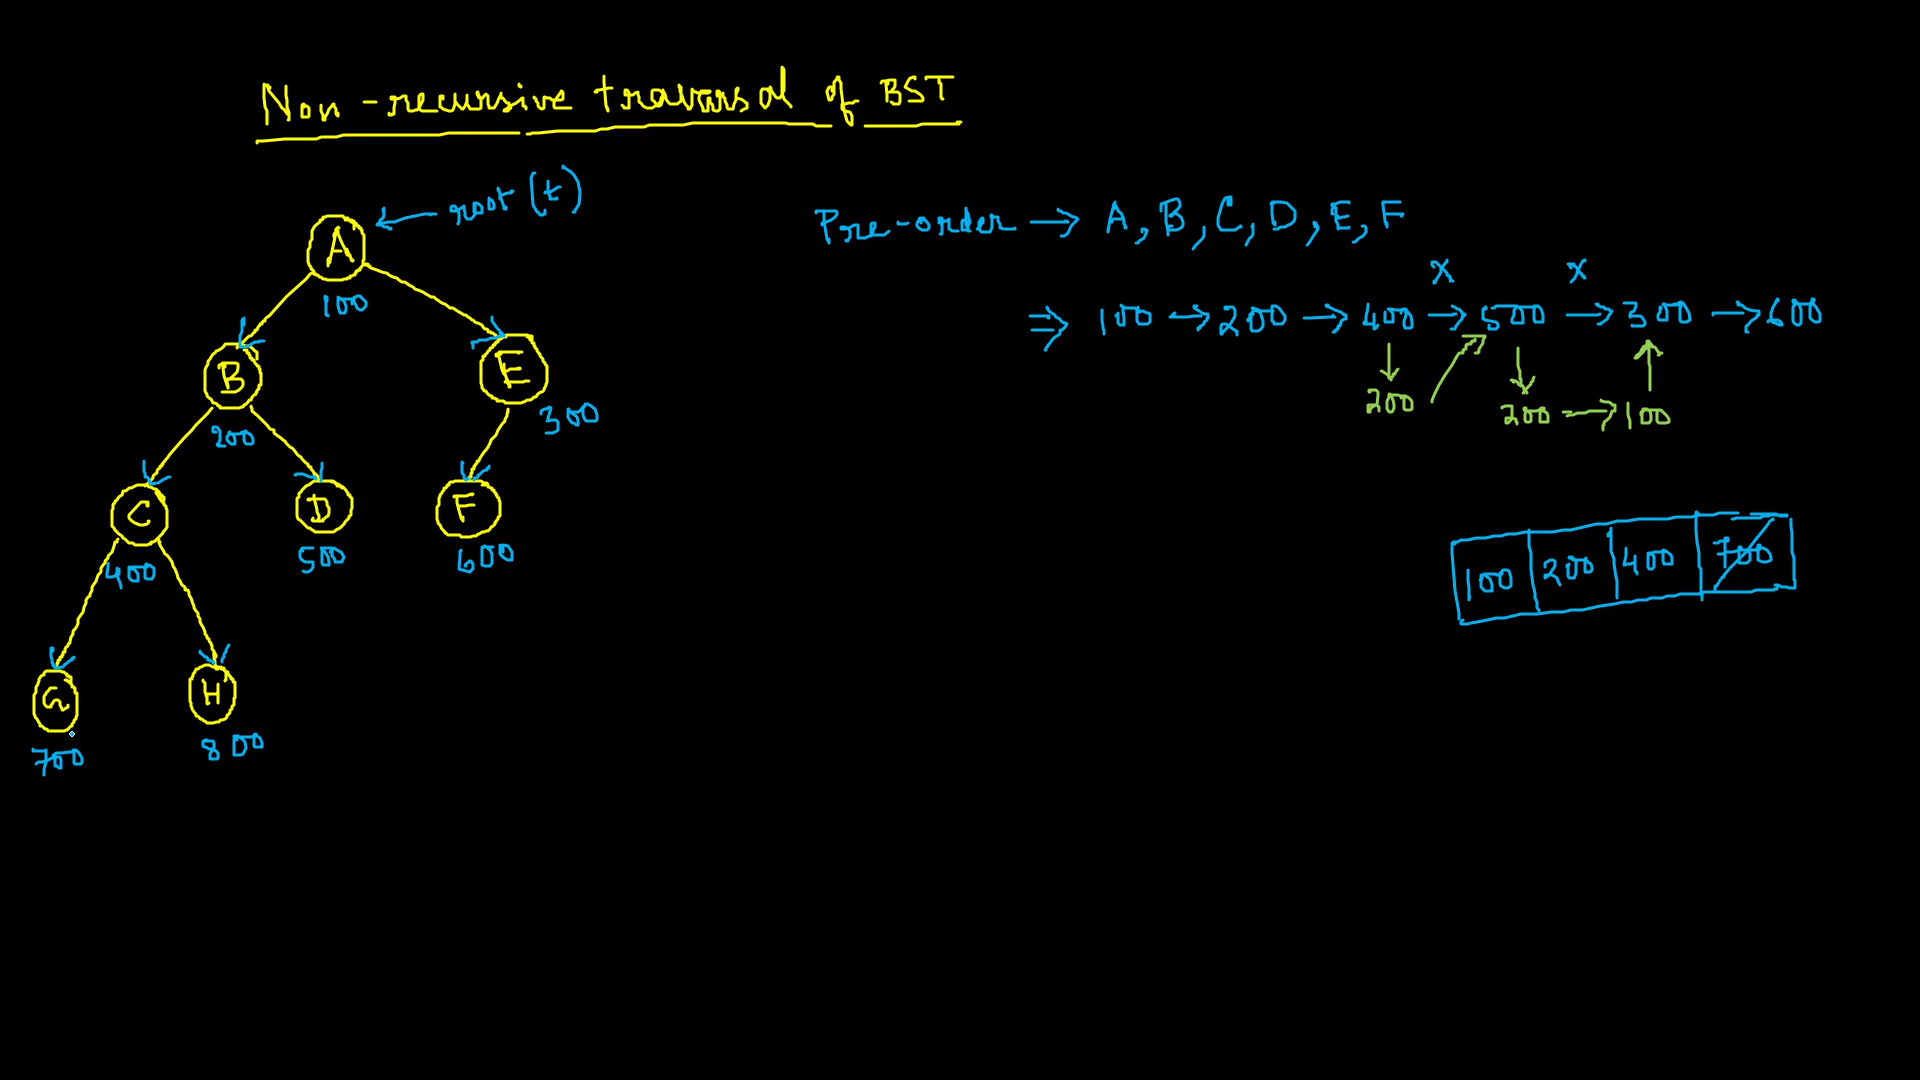 Non-recursive traversal of BST
root (t)
Pre-order → A, B, C, D, E, F
A
100
x x
⇒ 100 → 200 → 400 → 500 → 300 → 600
200 200 → 100
B E
200 300
C D F
400 500 600
100 200 400 700
G H
700 800